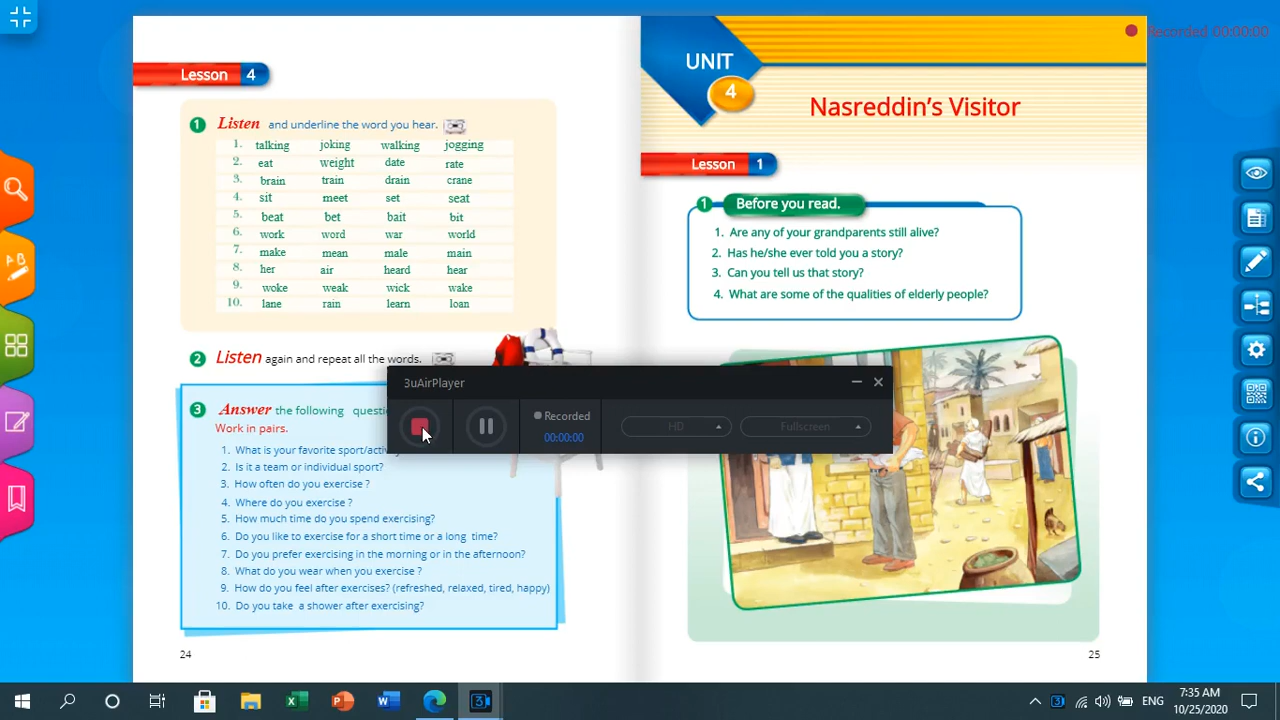 Recorded 00:00:00
Lesson 4
1 Listen and underline the word you hear.
1. talking joking walking jogging
2. eat weight date rate
3. brain train drain crane
4. sit meet set seat
5. beat bet bait bit
6. work word war world
7. make mean male main
8. her air heard hear
9. woke weak wick wake
10. lane rain learn loan
2 Listen again and repeat all the words.
3 Answer the following
Work in pairs.
1. What is your favorite
2. Is it a team or individual sport?
3. How often do you exercise ?
4. Where do you exercise ?
5. How much time do you spend exercising?
6. Do you like to exercise for a short time or a long time?
7. Do you prefer exercising in the morning or in the afternoon?
8. What do you wear when you exercise ?
9. How do you feel after exercises? (refreshed, relaxed, tired, happy)
10. Do you take a shower after exercising?
24
UNIT
4
Nasreddin's Visitor
Lesson 1
1 Before you read.
1. Are any of your grandparents still alive?
2. Has he/she ever told you a story?
3. Can you tell us that story?
4. What are some of the qualities of elderly people?
25
3uAirPlayer
Recorded
00:00:00
HD
Fullscreen
ENG
7:35 AM
10/25/2020